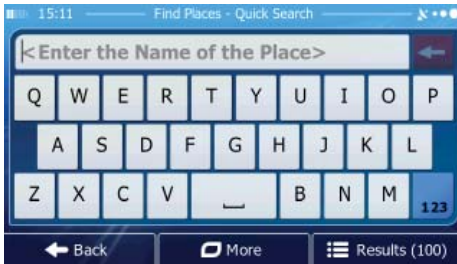 15:11 Find Places - Quick Search
<Enter the Name of the Place>
Q W E R T Y U I O P
A S D F G H J K L
Z X C V B N M 123
Back More Results (100)